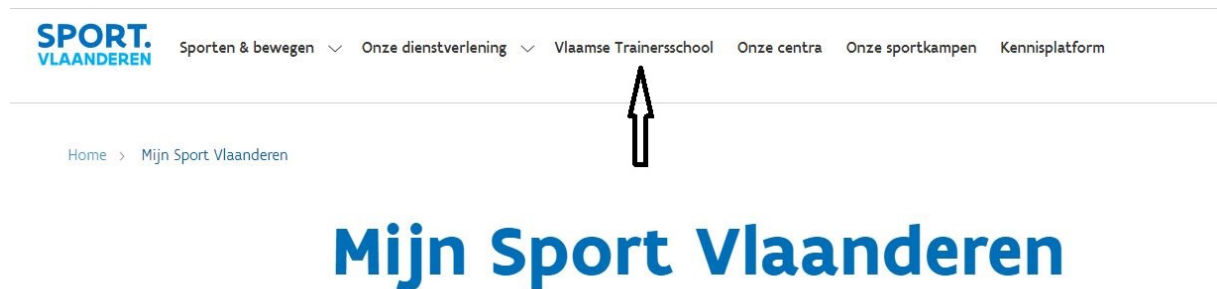 SPORT.
VLAANDEREN
Sporten & bewegen Onze dienstverlening Vlaamse Trainersschool Onze centra Onze sportkampen Kennisplatform
Home > Mijn Sport Vlaanderen
Mijn Sport Vlaanderen